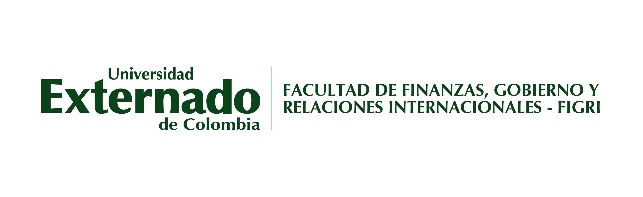 Universidad
Externado
de Colombia
FACULTAD DE FINANZAS, GOBIERNO Y
RELACIONES INTERNACIONALES - FIGRI